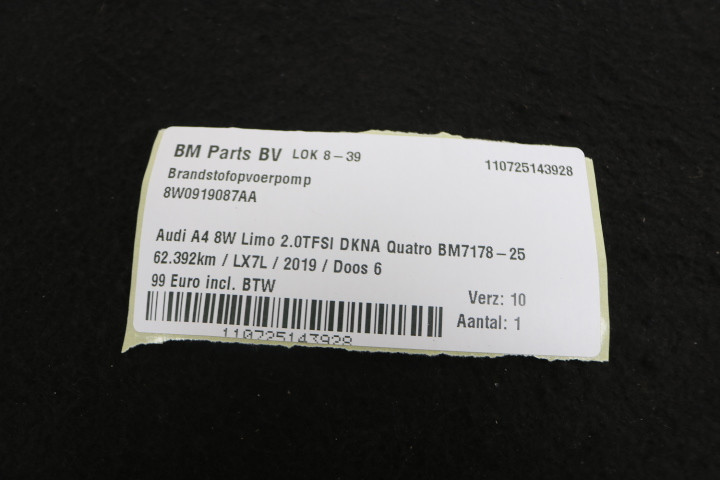 BM Parts BV LOK 8-39 110725143928
Brandstofopvoerpomp
8W0919087AA
Audi A4 8W Limo 2.0TFSI DKNA Quatro BM7178-25
62.392km / LX7L / 2019 / Doos 6
99 Euro incl. BTW Verz: 10
Aantal: 1
110725143928